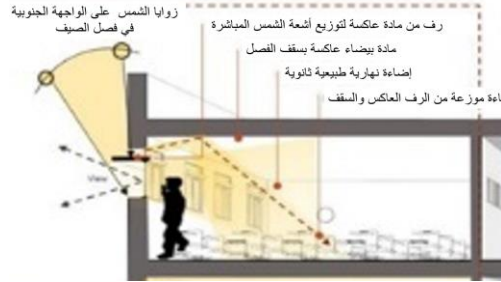 زوايا الشمس على الواجهة الجنوبية
في فصل الصيف
رف من مادة عاكسة لتوزيع أشعة الشمس المباشرة
مادة بيضاء عاكسة بسقف الفصل
إضاءة نهارية طبيعية ثانوية
موزعة من الرف العاكس والسقف
View